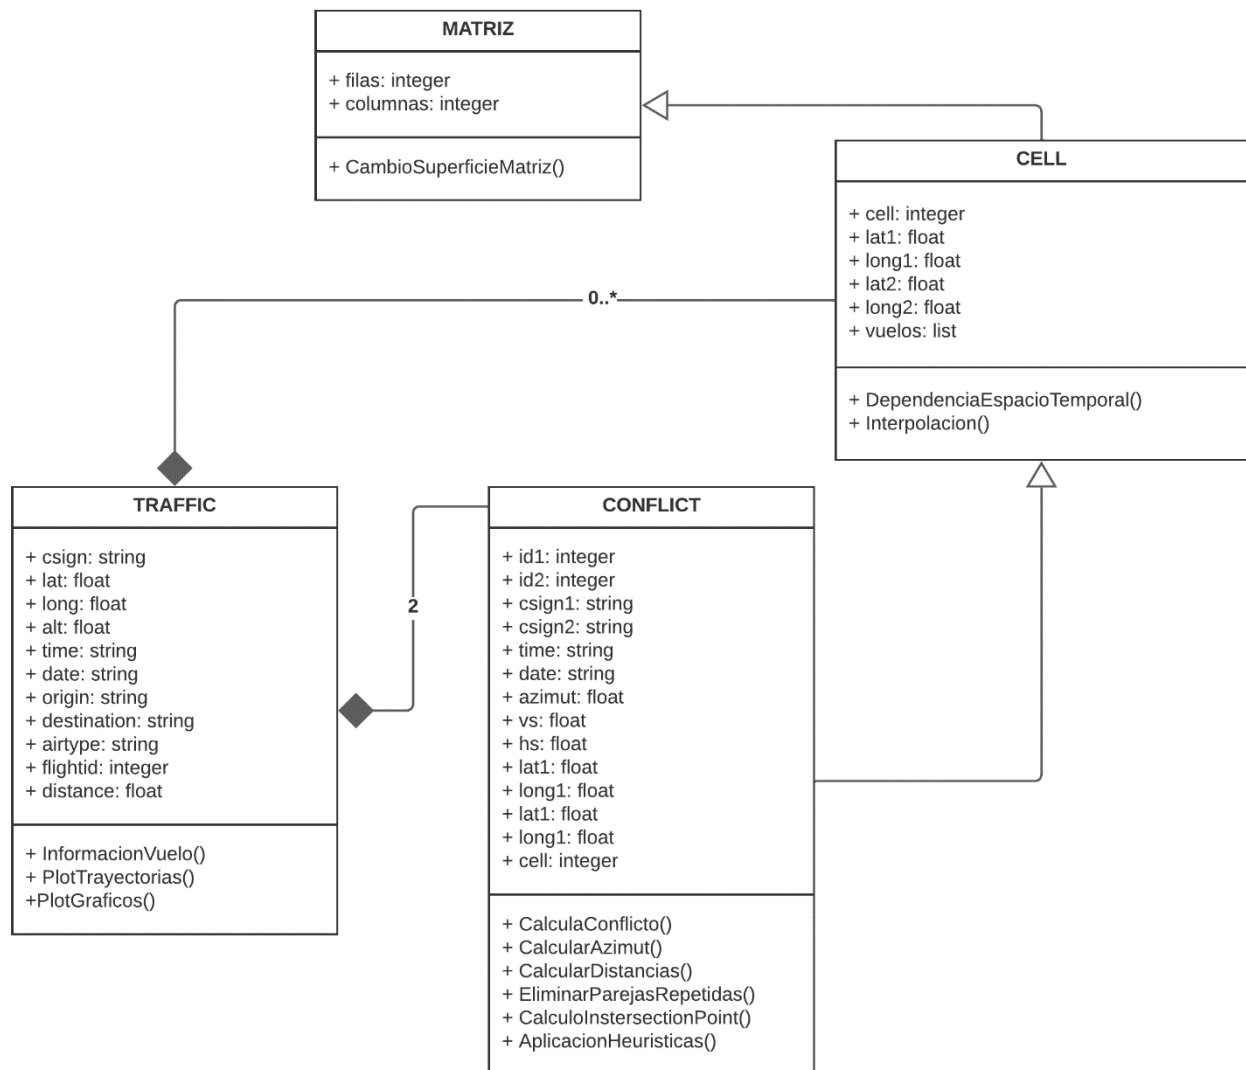 MATRIZ
+ filas: integer
+ columnas: integer
+ CambioSuperficieMatriz()
CELL
+ cell: integer
+ lat1: float
+ long1: float
+ lat2: float
+ long2: float
+ vuelos: list
+ DependenciaEspacioTemporal()
+ Interpolacion()
0..*
TRAFFIC
+ csign: string
+ lat: float
+ long: float
+ alt: float
+ time: string
+ date: string
+ origin: string
+ destination: string
+ airtype: string
+ flightid: integer
+ distance: float
+ InformacionVuelo()
+ PlotTrayectorias()
+PlotGraficos()
2
CONFLICT
+ id1: integer
+ id2: integer
+ csign1: string
+ csign2: string
+ time: string
+ date: string
+ azimut: float
+ vs: float
+ hs: float
+ lat1: float
+ long1: float
+ lat1: float
+ long1: float
+ cell: integer
+ CalculaConflicto()
+ CalcularAzimut()
+ CalcularDistancias()
+ EliminarParejasRepetidas()
+ CalculoInstersectionPoint()
+ AplicacionHeuristicas()